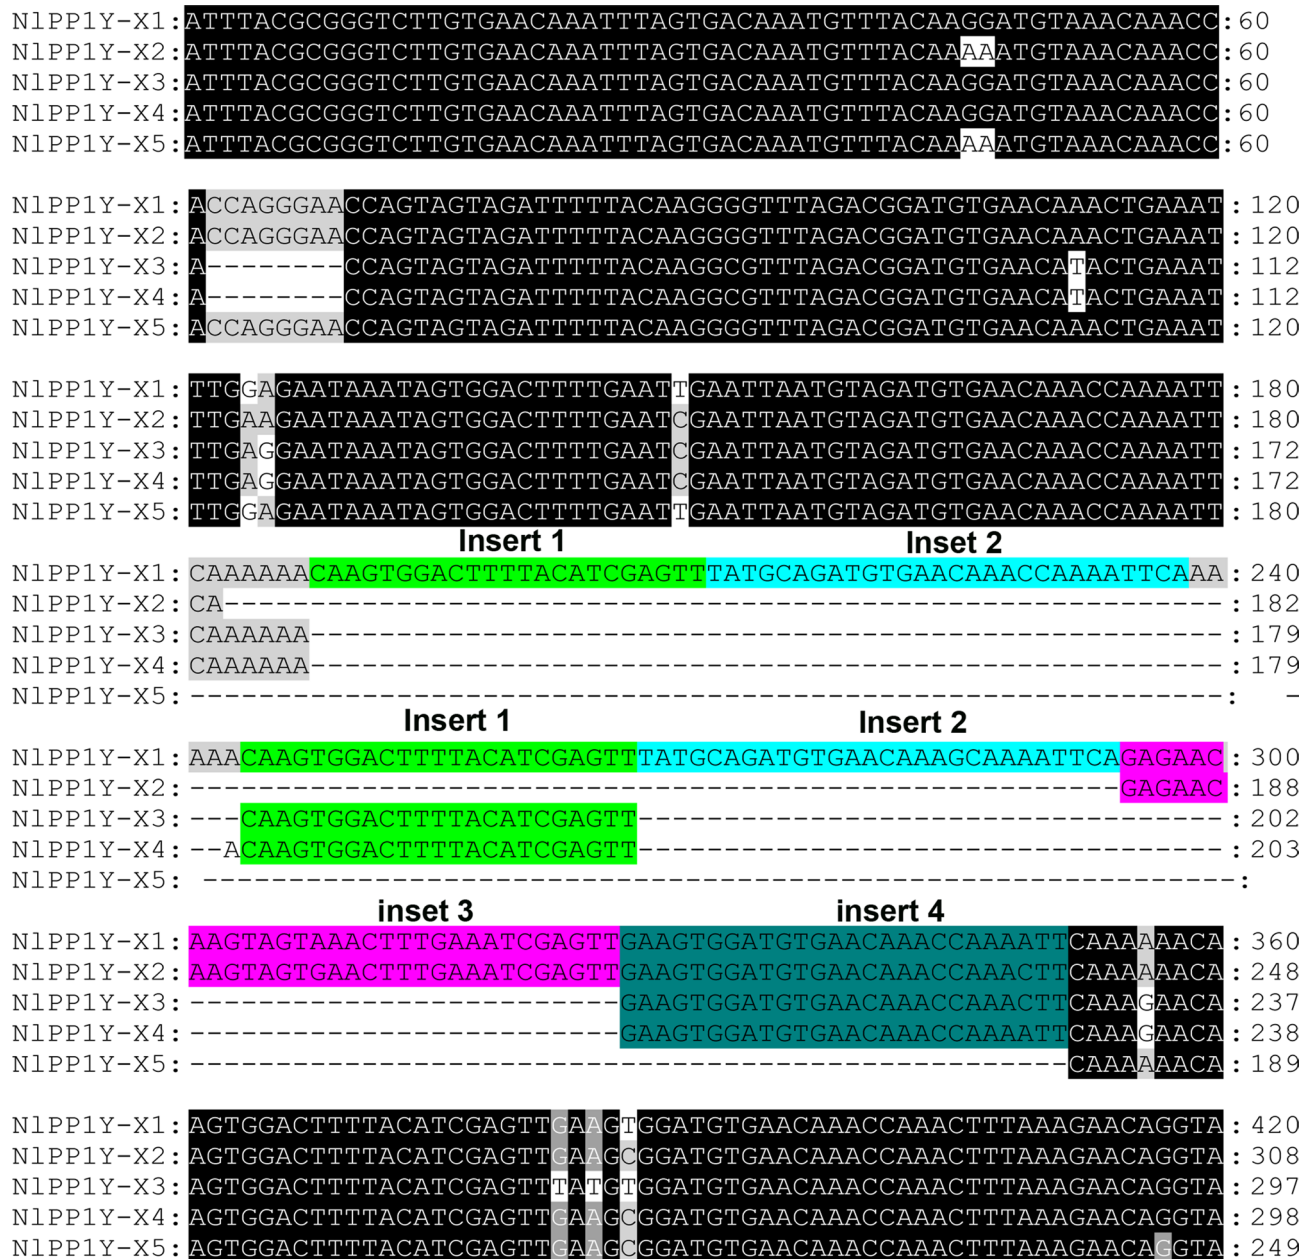 NlPP1Y-X1:ATTTACGCGGGTCTTGTGAACAAATTTAGTGACAAATGTTTACAAGGATGTAAACAAACC:60
NlPP1Y-X2:ATTTACGCGGGTCTTGTGAACAAATTTAGTGACAAATGTTTACAAAAATGTAAACAAACC:60
NlPP1Y-X3:ATTTACGCGGGTCTTGTGAACAAATTTAGTGACAAATGTTTACAAGGATGTAAACAAACC:60
NlPP1Y-X4:ATTTACGCGGGTCTTGTGAACAAATTTAGTGACAAATGTTTACAAGGATGTAAACAAACC:60
NlPP1Y-X5:ATTTACGCGGGTCTTGTGAACAAATTTAGTGACAAATGTTTACAAAAATGTAAACAAACC:60
NlPP1Y-X1:ACCAGGGAACCAGTAGTAGATTTTTACAAGGGGTTTAGACGGATGTGAACAAACTGAAAT:120
NlPP1Y-X2:ACCAGGGAACCAGTAGTAGATTTTTACAAGGGGTTTAGACGGATGTGAACAAACTGAAAT:120
NlPP1Y-X3:A--------CCAGTAGTAGATTTTTACAAGGCGTTTAGACGGATGTGAACATACTGAAAT:112
NlPP1Y-X4:A--------CCAGTAGTAGATTTTTACAAGGCGTTTAGACGGATGTGAACATACTGAAAT:112
NlPP1Y-X5:ACCAGGGAACCAGTAGTAGATTTTTACAAGGGGTTTAGACGGATGTGAACAAACTGAAAT:120
NlPP1Y-X1:TTGGAGAATAAATAGTGGACTTTTGAATTGAATTAATGTAGATGTGAACAAACCAAAATT:180
NlPP1Y-X2:TTGAAGAATAAATAGTGGACTTTTGAATCGAATTAATGTAGATGTGAACAAACCAAAATT:180
NlPP1Y-X3:TTGAGGAATAAATAGTGGACTTTTGAATCGAATTAATGTAGATGTGAACAAACCAAAATT:172
NlPP1Y-X4:TTGAGGAATAAATAGTGGACTTTTGAATCGAATTAATGTAGATGTGAACAAACCAAAATT:172
NlPP1Y-X5:TTGGAGAATAAATAGTGGACTTTTGAATTGAATTAATGTAGATGTGAACAAACCAAAATT:180
Insert 1 Inset 2
NlPP1Y-X1:CAAAAAACAAGTGGACTTTTACATCGAGTTTATGCAGATGTGAACAAACCAAAATTCAAA:240
NlPP1Y-X2:CA----------------------------------------------------------:182
NlPP1Y-X3:CAAAAAA-----------------------------------------------------:179
NlPP1Y-X4:CAAAAAA-----------------------------------------------------:179
NlPP1Y-X5:------------------------------------------------------------: -
Insert 1 Insert 2
NlPP1Y-X1:AAACAAGTGGACTTTTACATCGAGTTTATGCAGATGTGAACAAAGCAAAATTCAGAGAAC:300
NlPP1Y-X2:------------------------------------------------------GAGAAC:188
NlPP1Y-X3:---CAAGTGGACTTTTACATCGAGTT----------------------------------:202
NlPP1Y-X4:--ACAAGTGGACTTTTACATCGAGTT----------------------------------:203
NlPP1Y-X5: ------------------------------------------------------------:
inset 3 insert 4
NlPP1Y-X1:AAGTAGTAAACTTTGAAATCGAGTTGAAGTGGATGTGAACAAACCAAAATTCAAAAAACA:360
NlPP1Y-X2:AAGTAGTGAACTTTGAAATCGAGTTGAAGTGGATGTGAACAAACCAAACTTCAAAAAACA:248
NlPP1Y-X3:-------------------------GAAGTGGATGTGAACAAACCAAACTTCAAAGAACA:237
NlPP1Y-X4:-------------------------GAAGTGGATGTGAACAAACCAAAATTCAAAGAACA:238
NlPP1Y-X5:---------------------------------------------------CAAAAAACA:189
NlPP1Y-X1:AGTGGACTTTTACATCGAGTTGAAGTGGATGTGAACAAACCAAACTTTAAAGAACAGGTA:420
NlPP1Y-X2:AGTGGACTTTTACATCGAGTTGAAGCGGATGTGAACAAACCAAACTTTAAAGAACAGGTA:308
NlPP1Y-X3:AGTGGACTTTTACATCGAGTTTATGTGGATGTGAACAAACCAAACTTTAAAGAACAGGTA:297
NlPP1Y-X4:AGTGGACTTTTACATCGAGTTGAAGCGGATGTGAACAAACCAAACTTTAAAGAACAGGTA:298
NlPP1Y-X5:AGTGGACTTTTACATCGAGTTGAAGCGGATGTGAACAAACCAAACTTTAAAGAACAGGTA:249